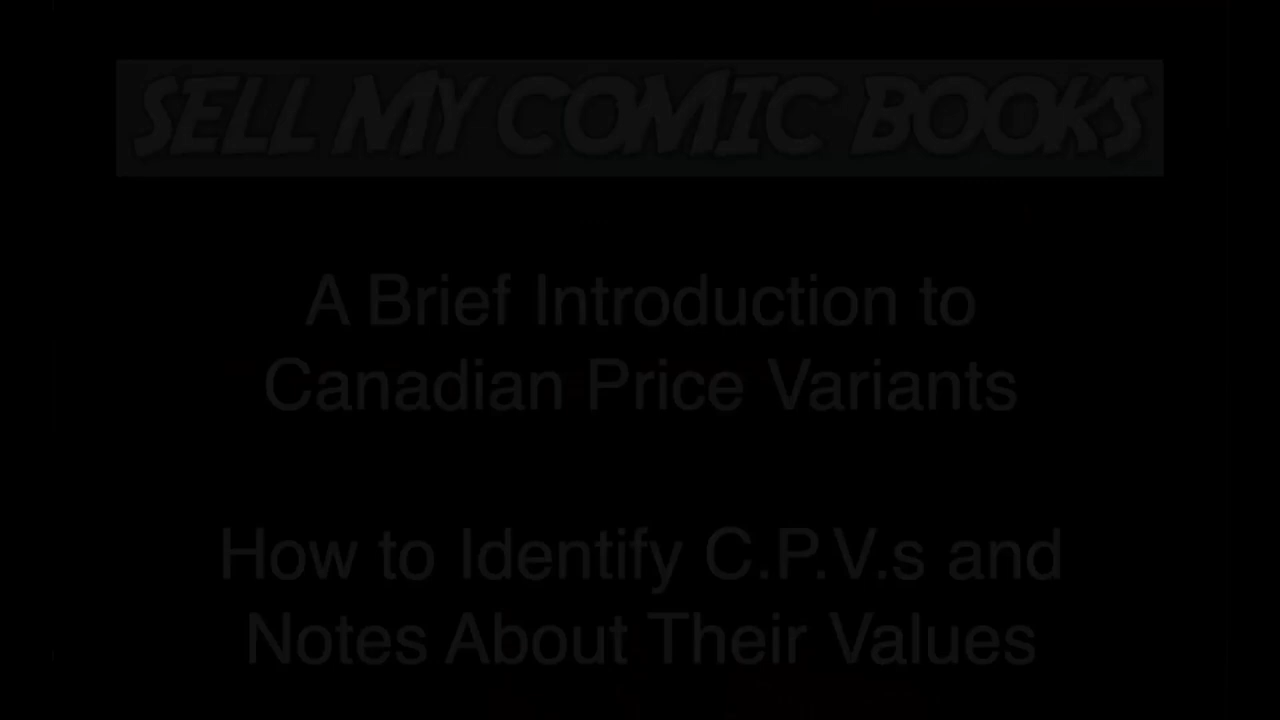 SELL MY COMIC BOOKS
A Brief Introduction to
Canadian Price Variants
How to Identify C.P.V.s and
Notes About Their Values